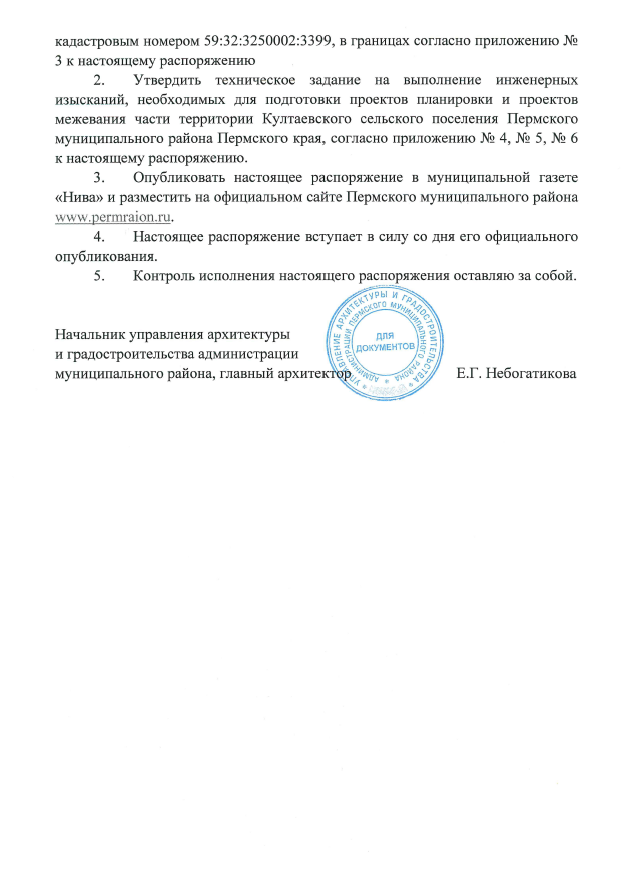 кадастровым номером 59:32:3250002:3399, в границах согласно приложению №
3 к настоящему распоряжению
2. Утвердить техническое задание на выполнение инженерных
изысканий, необходимых для подготовки проектов планировки и проектов
межевания части территории Култаевского сельского поселения Пермского
муниципального района Пермского края, согласно приложению № 4, № 5, № 6
к настоящему распоряжению.
3. Опубликовать настоящее распоряжение в муниципальной газете
«Нива» и разместить на официальном сайте Пермского муниципального района
www.permraion.ru.
4. Настоящее распоряжение вступает в силу со дня его официального
опубликования.
5. Контроль исполнения настоящего распоряжения оставляю за собой.
Начальник управления архитектуры
и градостроительства администрации
муниципального района, главный архитектор Е.Г. Небогатикова
УПРАВЛЕНИЕ АРХИТЕКТУРЫ И ГРАДОСТРОИТЕЛЬСТВА
АДМИНИСТРАЦИИ ПЕРМСКОГО МУНИЦИПАЛЬНОГО РАЙОНА
ДЛЯ
ДОКУМЕНТОВ